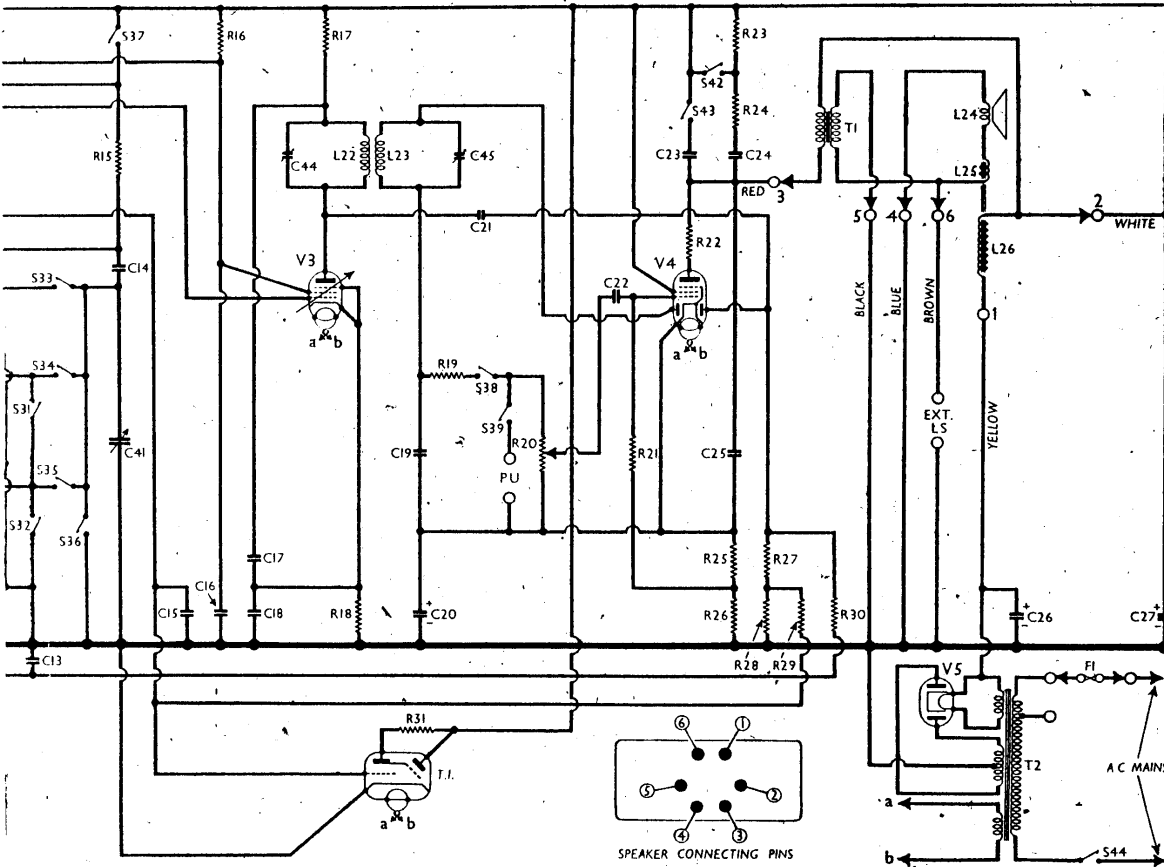 S37
R16
R17
R23
S42
S43
R24
L24
T1
R15
C44
L22
L23
C45
C23
C24
L25
RED
3
5
4
6
2
WHITE
C21
R22
L26
V3
V4
C14
S33
C22
BLACK
BLUE
BROWN
1
a
b
a
b
S34
R19
S38
S31
S39
R20
EXT.
LS
YELLOW
C41
C19
R21
C25
S35
PU
S32
S36
C17
R25
R27
C16
C15
C18
R18
+
-
C20
R26
R30
+
-
C26
C27
+
-
C13
R28
R29
V5
F1
R31
6
1
T.I.
5
2
T2
A C MAINS
4
3
a
b
a
b
S44
SPEAKER CONNECTING PINS